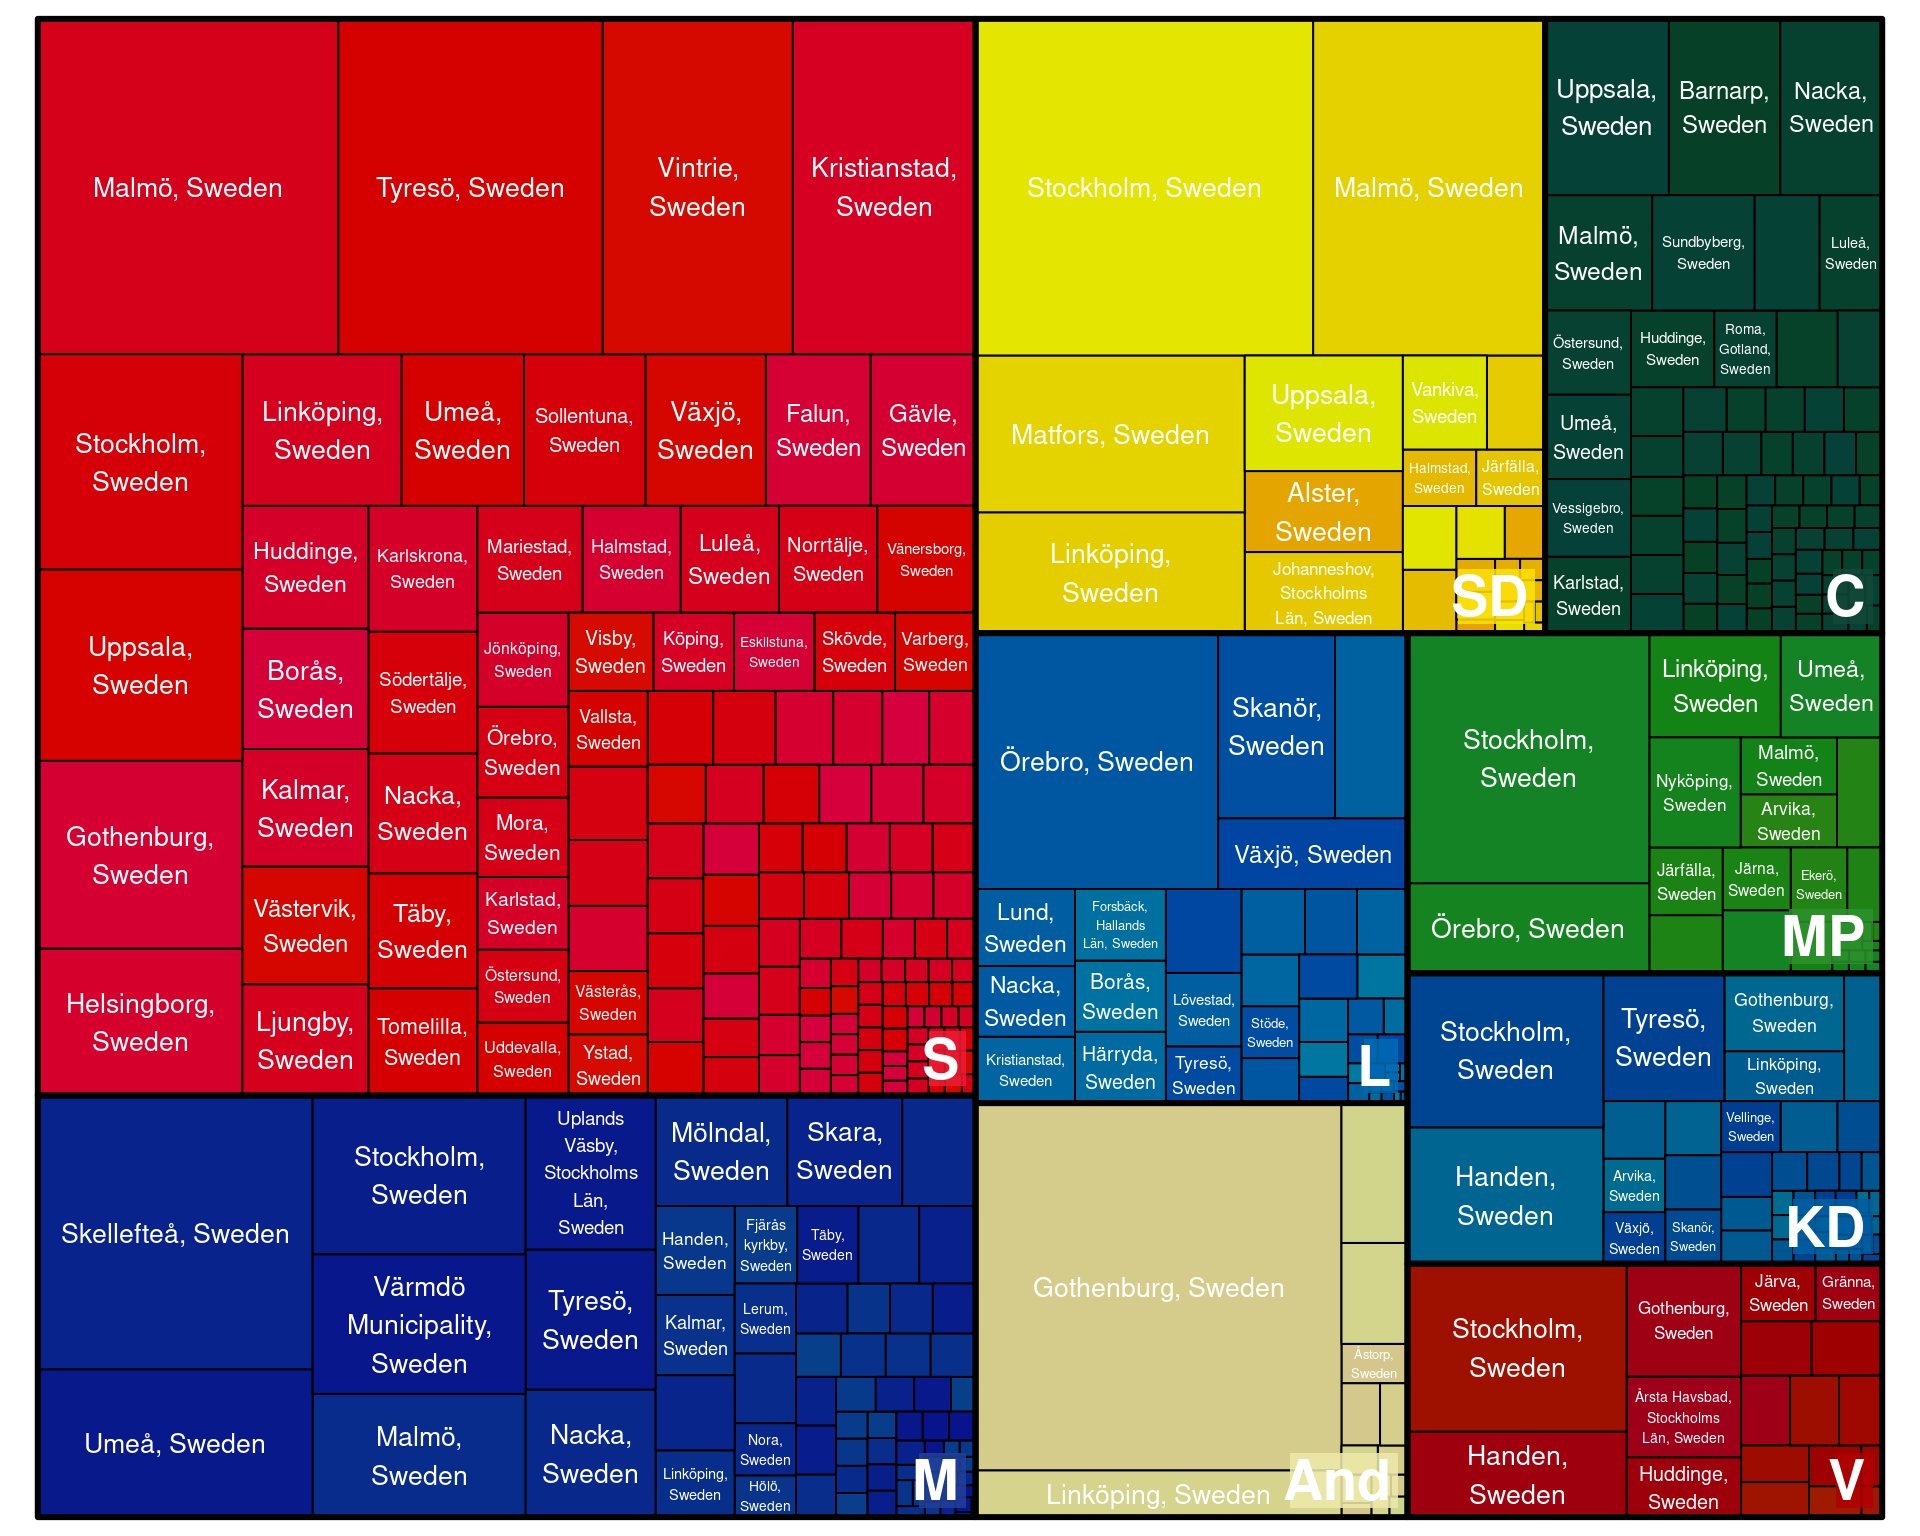 Malmö, Sweden
Tyresö, Sweden
Vintrie,
Sweden
Kristianstad,
Sweden
Stockholm,
Sweden
Uppsala,
Sweden
Gothenburg,
Sweden
Helsingborg,
Sweden
Linköping,
Sweden
Umeå,
Sweden
Sollentuna,
Sweden
Växjö,
Sweden
Falun,
Sweden
Gävle,
Sweden
Huddinge,
Sweden
Borås,
Sweden
Kalmar,
Sweden
Västervik,
Sweden
Ljungby,
Sweden
Karlskrona,
Sweden
Södertälje,
Sweden
Nacka,
Sweden
Täby,
Sweden
Tomelilla,
Sweden
Mariestad,
Sweden
Halmstad,
Sweden
Luleå,
Sweden
Norrtälje,
Sweden
Vänersborg,
Sweden
Jönköping,
Sweden
Örebro,
Sweden
Mora,
Sweden
Karlstad,
Sweden
Östersund,
Sweden
Uddevalla,
Sweden
Visby,
Sweden
Köping,
Sweden
Eskilstuna,
Sweden
Skövde,
Sweden
Varberg,
Sweden
Vallsta,
Sweden
Västerås,
Sweden
Ystad,
Sweden
S
Stockholm, Sweden
Malmö, Sweden
Matfors, Sweden
Linköping,
Sweden
Uppsala,
Sweden
Alster,
Sweden
Johanneshov,
Stockholms
Län, Sweden
Vankiva,
Sweden
Halmstad,
Sweden
Järfälla,
Sweden
SD
Uppsala,
Sweden
Barnarp,
Sweden
Nacka,
Sweden
Malmö,
Sweden
Sundbyberg,
Sweden
Luleå,
Sweden
Östersund,
Sweden
Huddinge,
Sweden
Roma,
Gotland,
Sweden
Umeå,
Sweden
Vessigebro,
Sweden
Karlstad,
Sweden
C
Örebro, Sweden
Skanör,
Sweden
Växjö, Sweden
Lund,
Sweden
Nacka,
Sweden
Kristianstad,
Sweden
Forsbäck,
Hallands
Län, Sweden
Borås,
Sweden
Härryda,
Sweden
Lövestad,
Sweden
Tyresö,
Sweden
Stöde,
Sweden
L
Stockholm,
Sweden
Örebro, Sweden
Linköping,
Sweden
Umeå,
Sweden
Nyköping,
Sweden
Malmö,
Sweden
Arvika,
Sweden
Järfälla,
Sweden
Järna,
Sweden
Ekerö,
Sweden
MP
Stockholm,
Sweden
Handen,
Sweden
Tyresö,
Sweden
Gothenburg,
Sweden
Linköping,
Sweden
Arvika,
Sweden
Växjö,
Sweden
Skanör,
Sweden
Vellinge,
Sweden
KD
Skellefteå, Sweden
Umeå, Sweden
Stockholm,
Sweden
Värmdö
Municipality,
Sweden
Malmö,
Sweden
Uplands
Väsby,
Stockholms
Län,
Sweden
Tyresö,
Sweden
Nacka,
Sweden
Mölndal,
Sweden
Skara,
Sweden
Handen,
Sweden
Kalmar,
Sweden
Linköping,
Sweden
Fjärås
kyrkby,
Sweden
Lerum,
Sweden
Nora,
Sweden
Hölö,
Sweden
Täby,
Sweden
M
Gothenburg, Sweden
Linköping, Sweden
Åstorp,
Sweden
And
Stockholm,
Sweden
Handen,
Sweden
Gothenburg,
Sweden
Årsta Havsbad,
Stockholms
Län, Sweden
Huddinge,
Sweden
Järva,
Sweden
Gränna,
Sweden
V